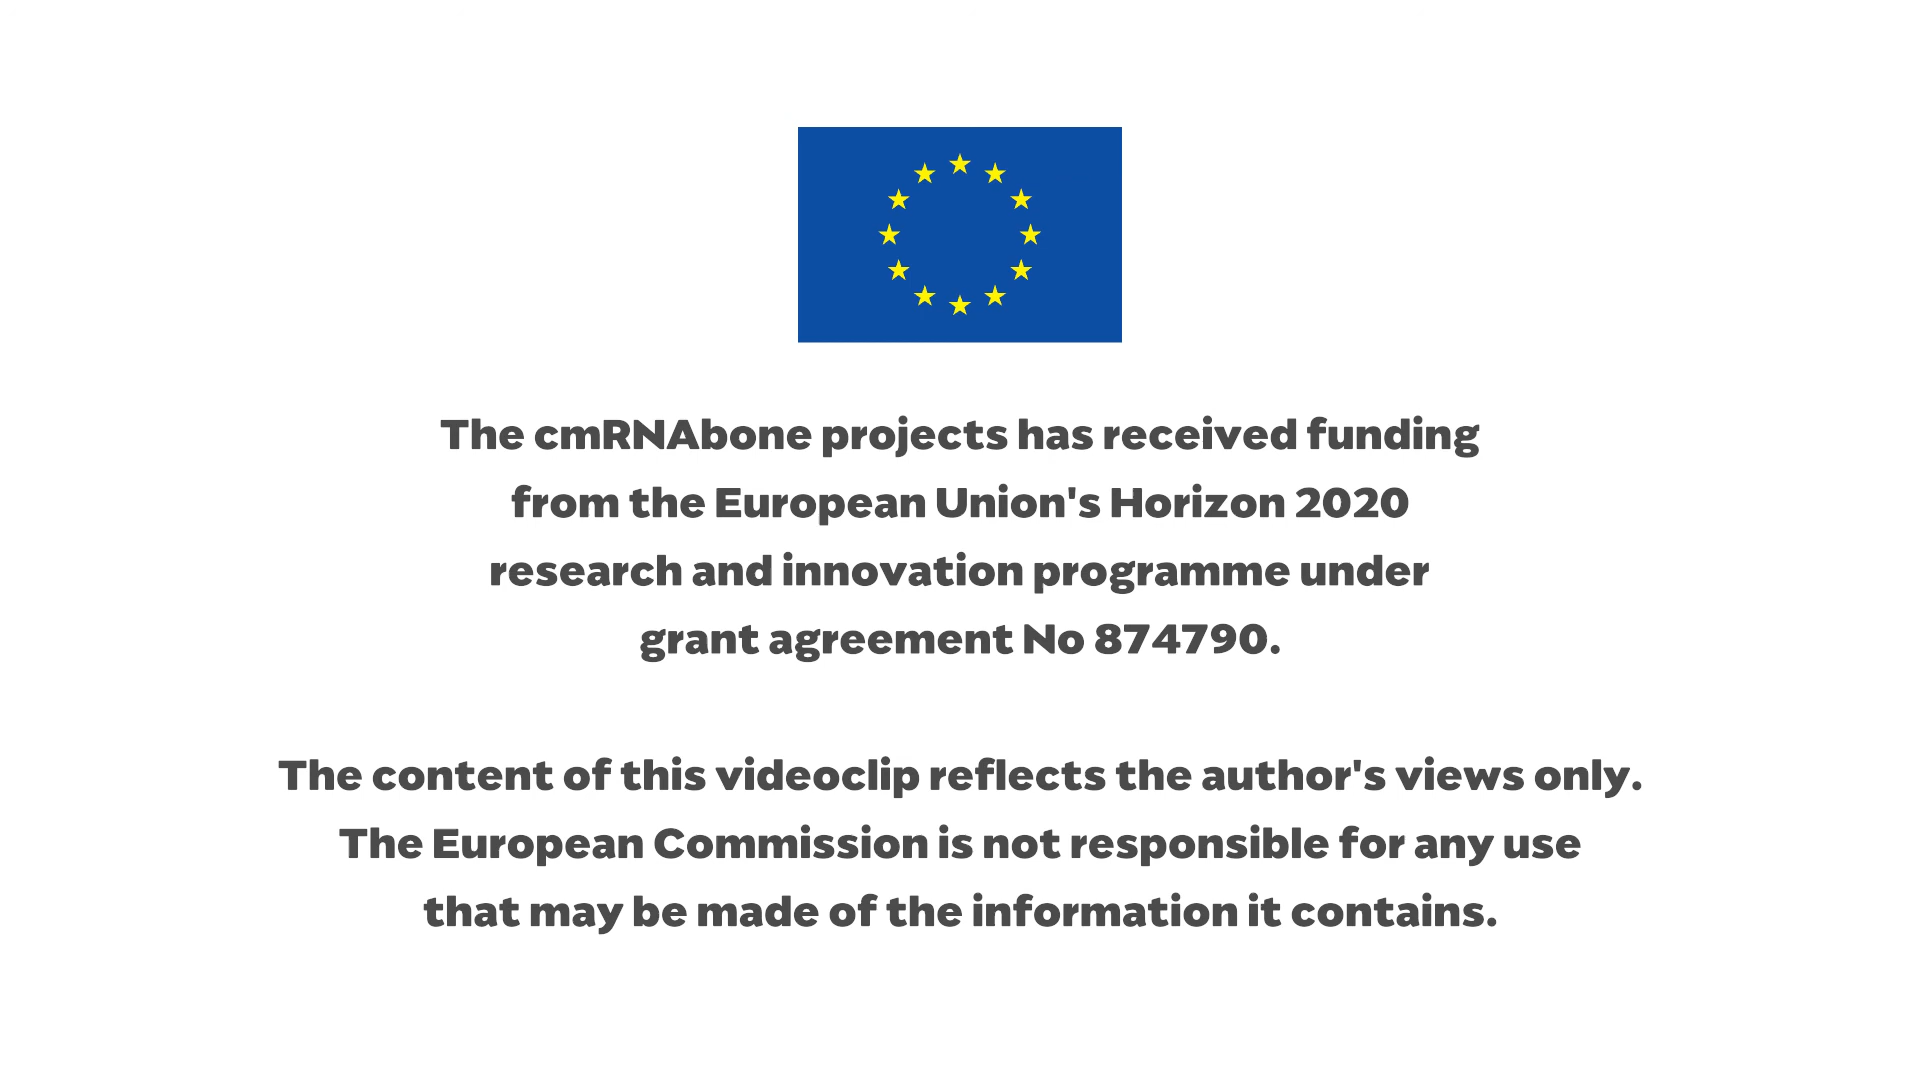 The cmRNAbone projects has received funding
from the European Union's Horizon 2020
research and innovation programme under
grant agreement No 874790.
The content of this videoclip reflects the author's views only.
The European Commission is not responsible for any use
that may be made of the information it contains.